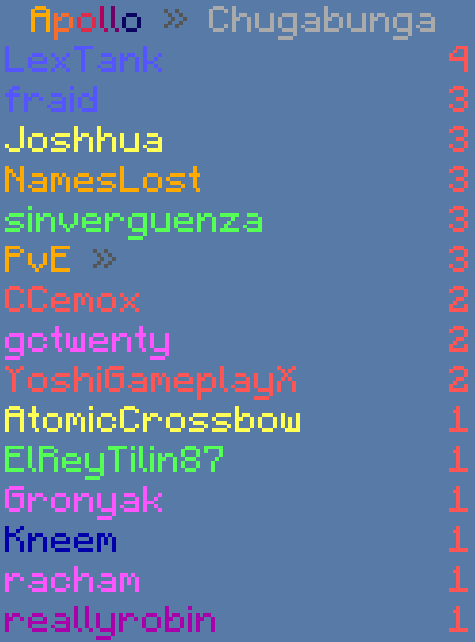 Apollo » Chugabunga
LexTank 4
fraid 3
Joshhua 3
NamesLost 3
sinverguenza 3
PvE » 3
CCemox 2
gctwenty 2
YoshiGameplayX 2
AtomicCrossbow 1
ElReyTilin87 1
Gronyak 1
Kneem 1
racham 1
reallyrobin 1